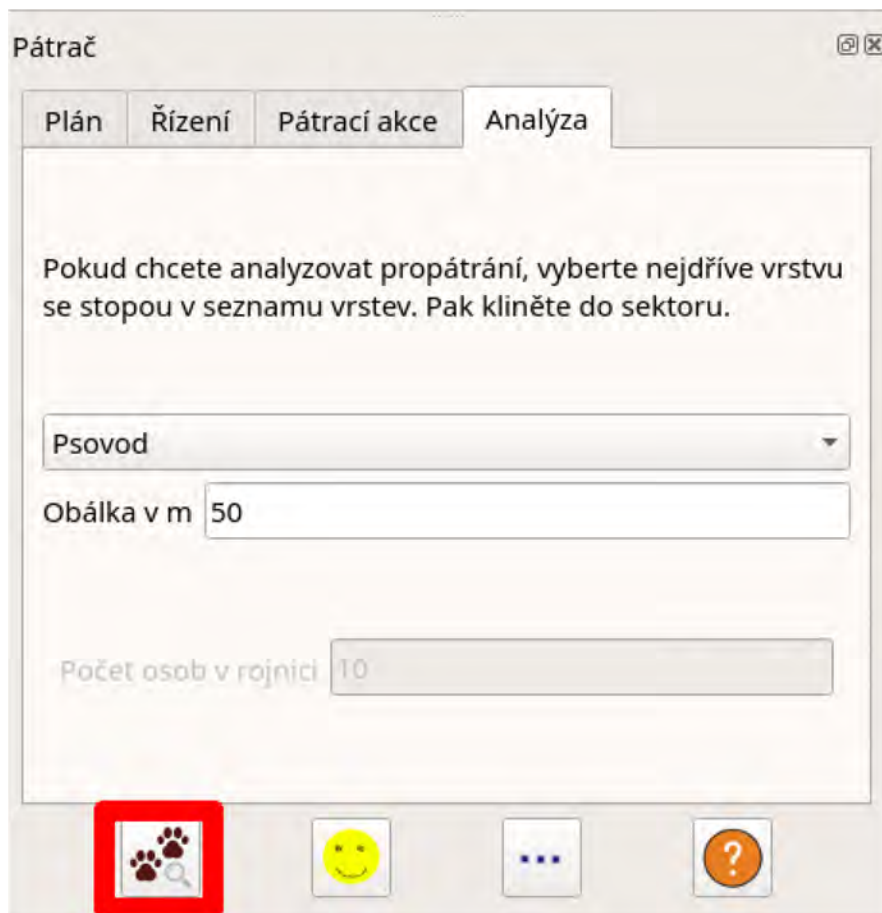 Pátrač
Plán
Řízení
Pátrací akce
Analýza
Pokud chcete analyzovat propátrání, vyberte nejdříve vrstvu
se stopou v seznamu vrstev. Pak kliněte do sektoru.
Psovod
Obálka v m 50
Počet osob v rojnici 10
...
?